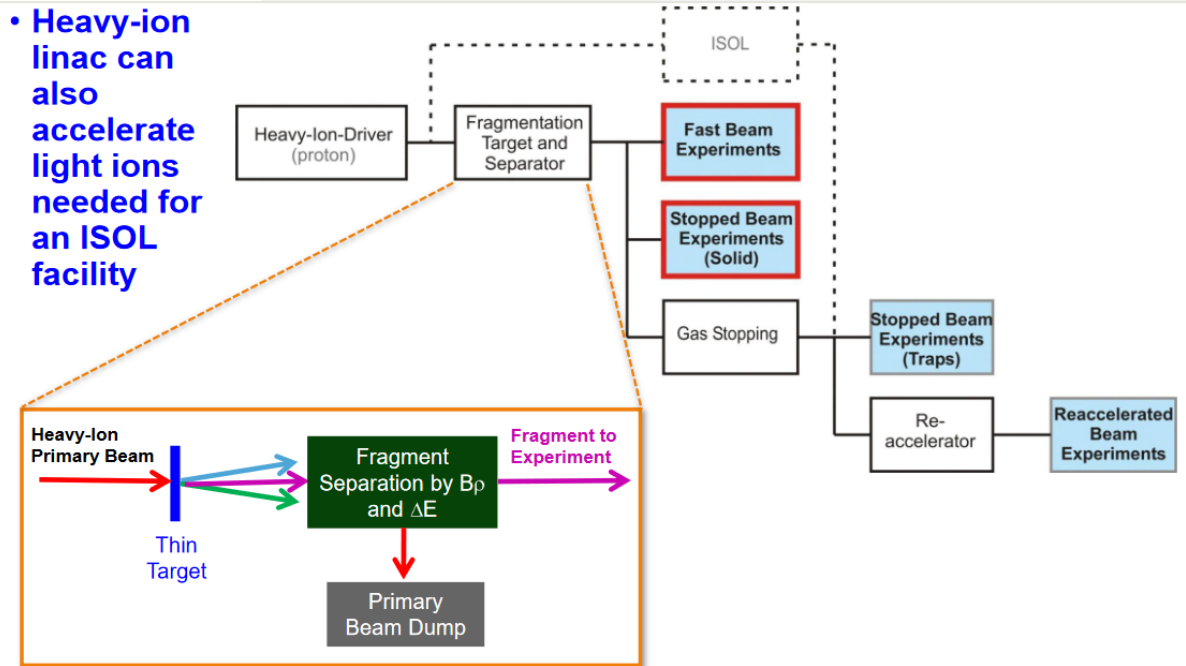 • Heavy-ion
linac can
also
accelerate
light ions
needed for
an ISOL
facility
ISOL
Heavy-Ion-Driver
(proton)
Fragmentation
Target and
Separator
Fast Beam
Experiments
Stopped Beam
Experiments
(Solid)
Gas Stopping
Stopped Beam
Experiments
(Traps)
Re-
accelerator
Reaccelerated
Beam
Experiments
Heavy-Ion
Primary Beam
Thin
Target
Fragment
Separation by Bρ
and ΔE
Fragment to
Experiment
Primary
Beam Dump